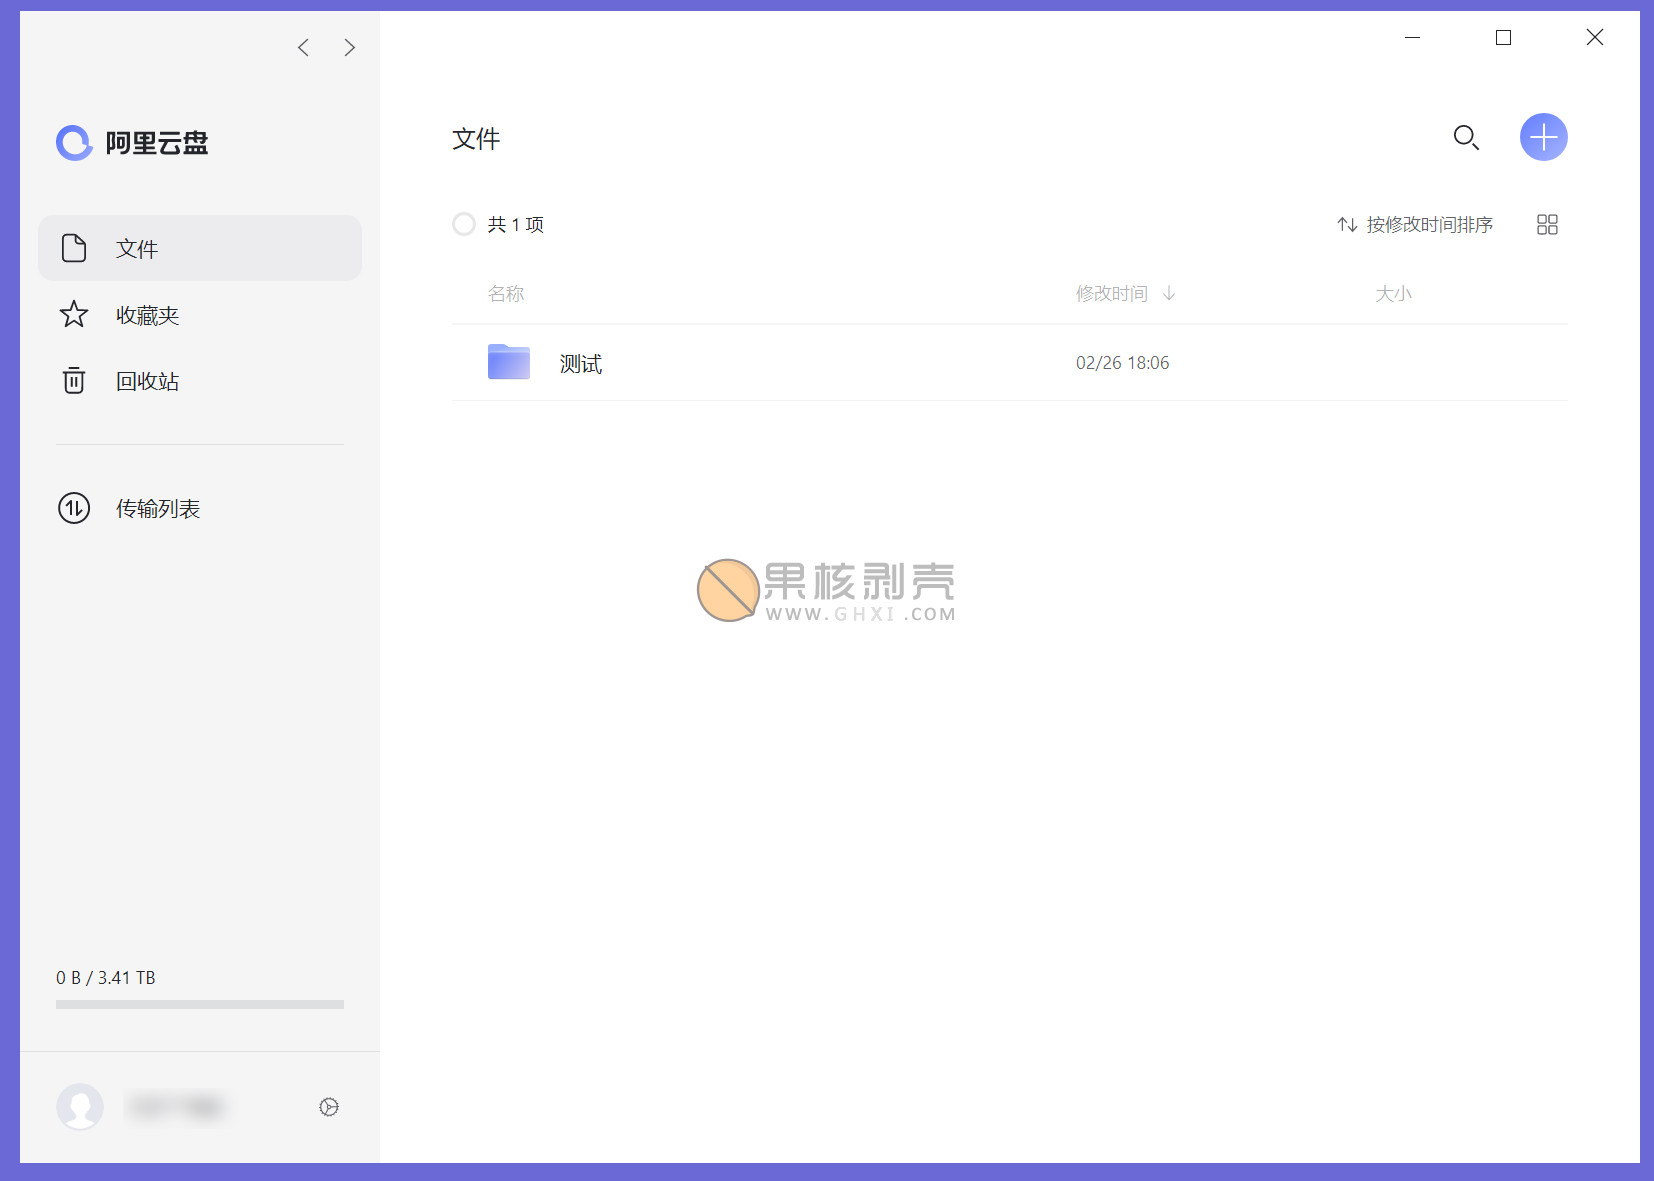 阿里云盘
文件
收藏夹
回收站
传输列表
0 B / 3.41 TB
文件
共 1 项
按修改时间排序
名称 修改时间 大小
测试 02/26 18:06
果核剥壳
WWW.GHXI.COM